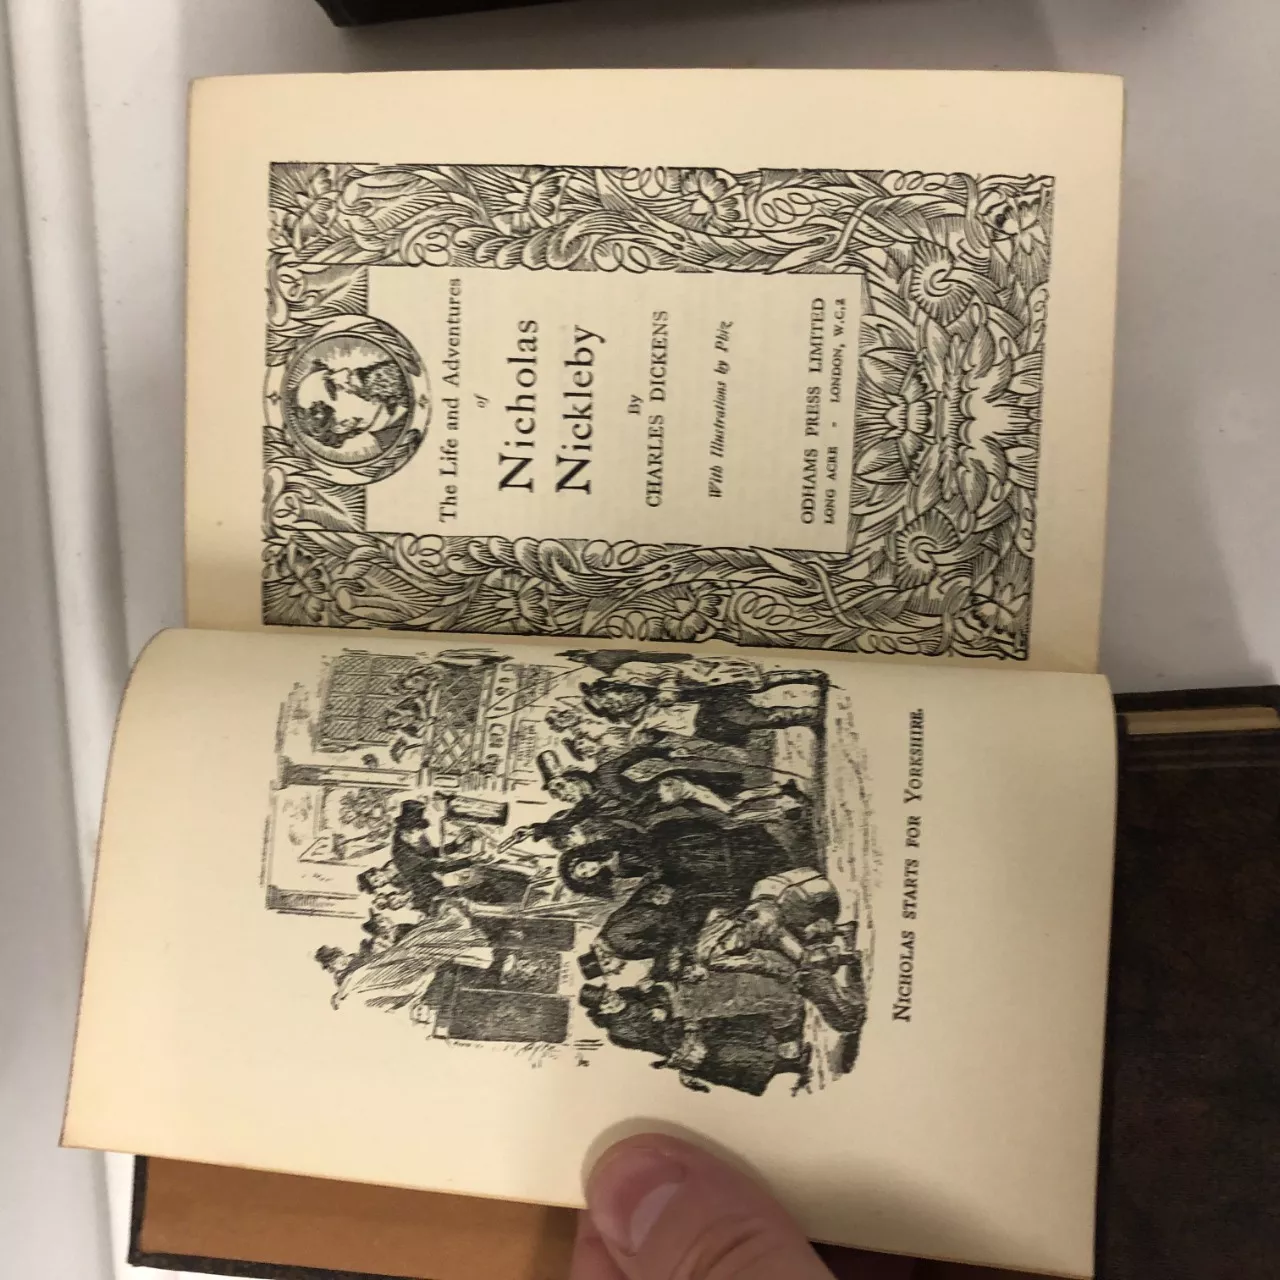 NICHOLAS STARTS FOR YORKSHIRE.
The Life and Adventures
of
Nicholas
Nickleby
By
CHARLES DICKENS
With Illustrations by Phiz
ODHAMS PRESS LIMITED
LONG ACRE - LONDON, W.C.2